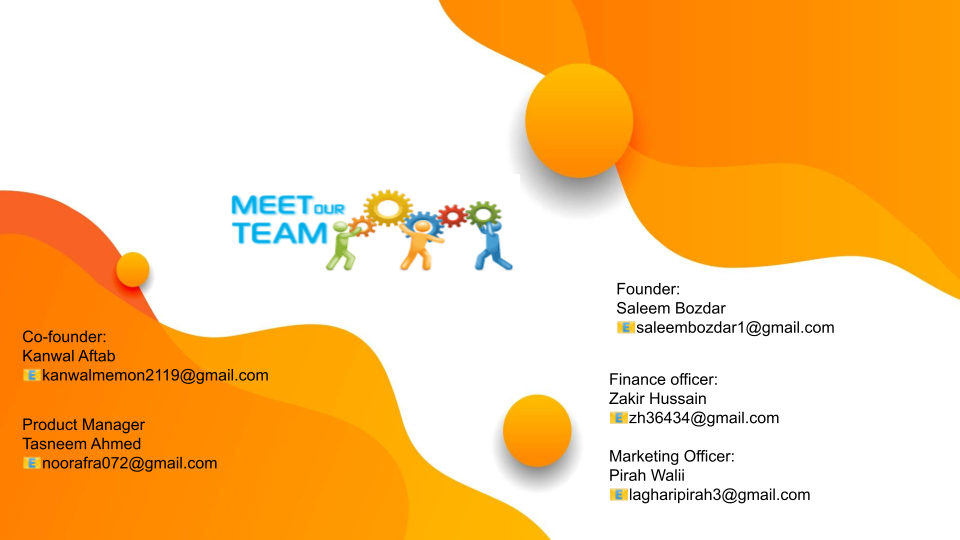 MEET OUR
TEAM
Founder:
Saleem Bozdar
📧saleembozdar1@gmail.com
Co-founder:
Kanwal Aftab
📧kanwalmemon2119@gmail.com
Finance officer:
Zakir Hussain
📧zh36434@gmail.com
Product Manager
Tasneem Ahmed
📧noorafra072@gmail.com
Marketing Officer:
Pirah Walii
📧lagharipirah3@gmail.com